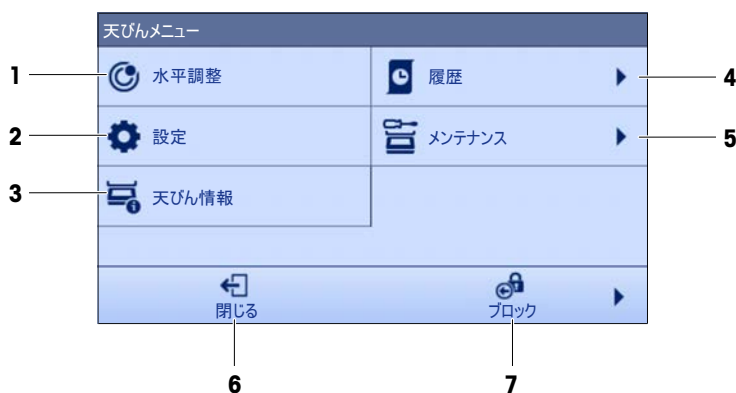 天びんメニュー
1
水平調整
履歴
4
2
設定
メンテナンス
5
3
天びん情報
閉じる
ブロック
6
7